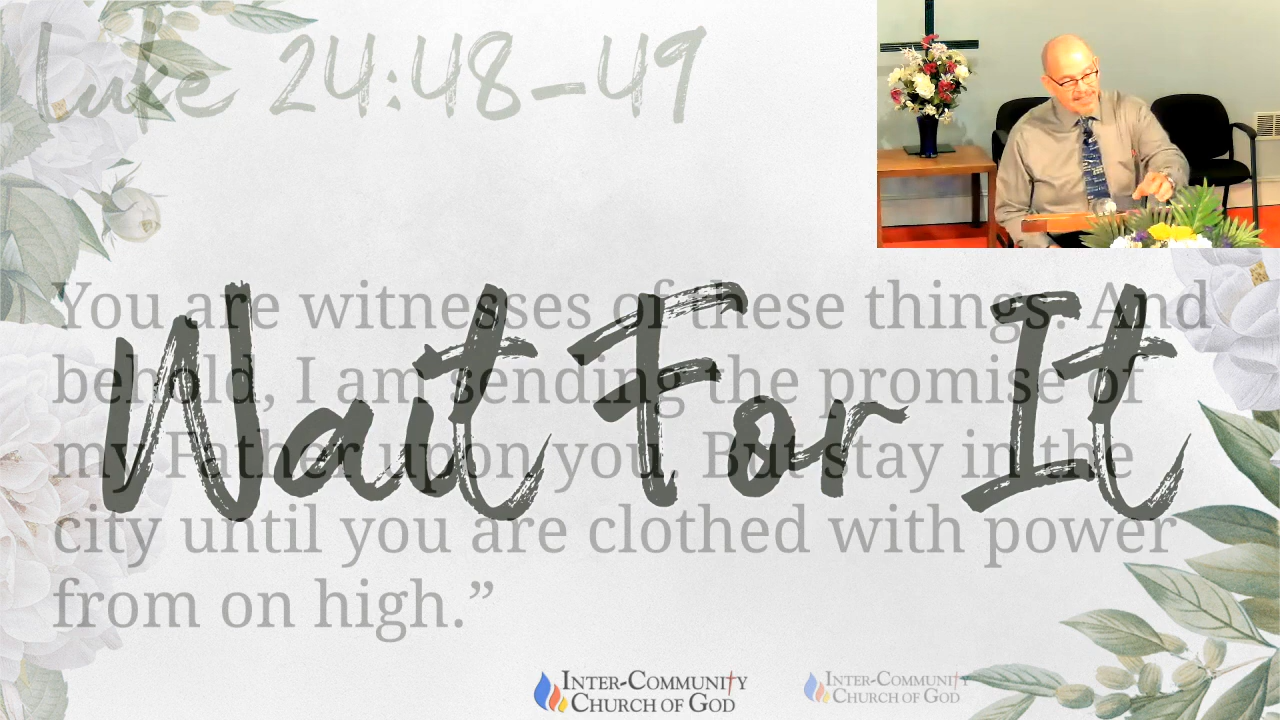 Luke 24:48-49
Wait For It
You are witnesses of these things. And
behold, I am sending the promise of
my Father upon you. But stay in the
city until you are clothed with power
from on high.”
Inter-Community
Church of God
Inter-Community
Church of God